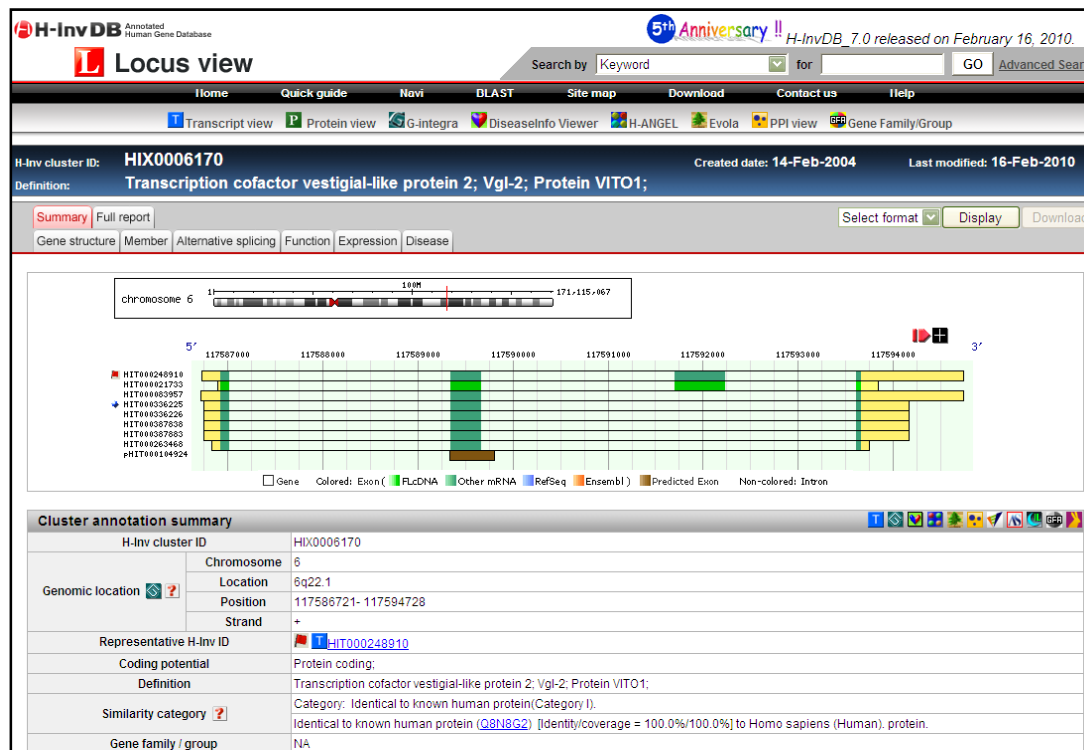 H-InvDB Annotated Human Gene Database
5th Anniversary !! H-InvDB_7.0 released on February 16, 2010.
L Locus view Search by Keyword for GO Advanced Sear
Home Quick guide Navi BLAST Site map Download Contact us Help
T Transcript view P Protein view G-integra DiseaseInfo Viewer H-ANGEL Evola PPI view GFA Gene Family/Group
H-Inv cluster ID: HIX0006170 Created date: 14-Feb-2004 Last modified: 16-Feb-2010
Definition: Transcription cofactor vestigial-like protein 2; Vgl-2; Protein VITO1;
Summary Full report Select format Display Download
Gene structure Member Alternative splicing Function Expression Disease
chromosome 6 1 100M 171,115,067
5' 117587000 117588000 117589000 117590000 117591000 117592000 117593000 117594000 3'
HIT000248910
HIT000021733
HIT000083957
HIT000336225
HIT000336226
HIT000387838
HIT000387883
HIT000263468
pHIT000104924
Gene Colored: Exon ( FLcDNA Other mRNA RefSeq Ensembl ) Predicted Exon Non-colored: Intron
Cluster annotation summary
H-Inv cluster ID HIX0006170
Genomic location ? Chromosome 6
Location 6q22.1
Position 117586721- 117594728
Strand +
Representative H-Inv ID T HIT000248910
Coding potential Protein coding;
Definition Transcription cofactor vestigial-like protein 2; Vgl-2; Protein VITO1;
Similarity category ? Category: Identical to known human protein(Category I).
Identical to known human protein (Q8N8G2) [Identity/coverage = 100.0%/100.0%] to Homo sapiens (Human). protein.
Gene family / group NA